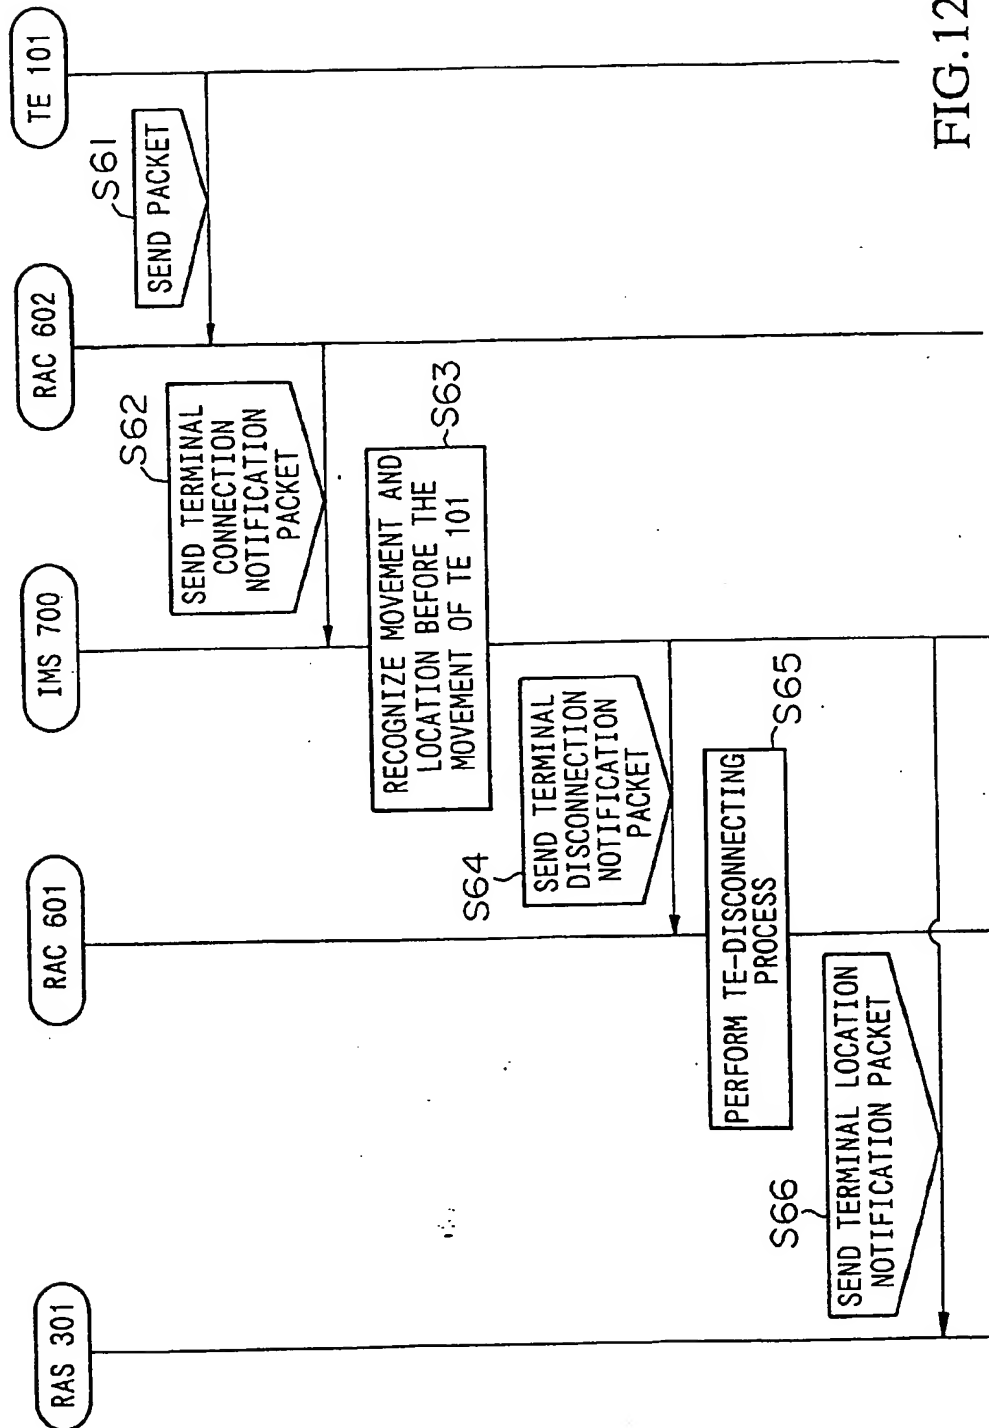 RAS 301
RAC 601
IMS 700
RAC 602
TE 101
S61
SEND PACKET
S62
SEND TERMINAL
CONNECTION
NOTIFICATION
PACKET
S63
RECOGNIZE MOVEMENT AND
LOCATION BEFORE THE
MOVEMENT OF TE 101
S64
SEND TERMINAL
DISCONNECTION
NOTIFICATION
PACKET
S65
PERFORM TE-DISCONNECTING
PROCESS
S66
SEND TERMINAL LOCATION
NOTIFICATION PACKET
FIG.12